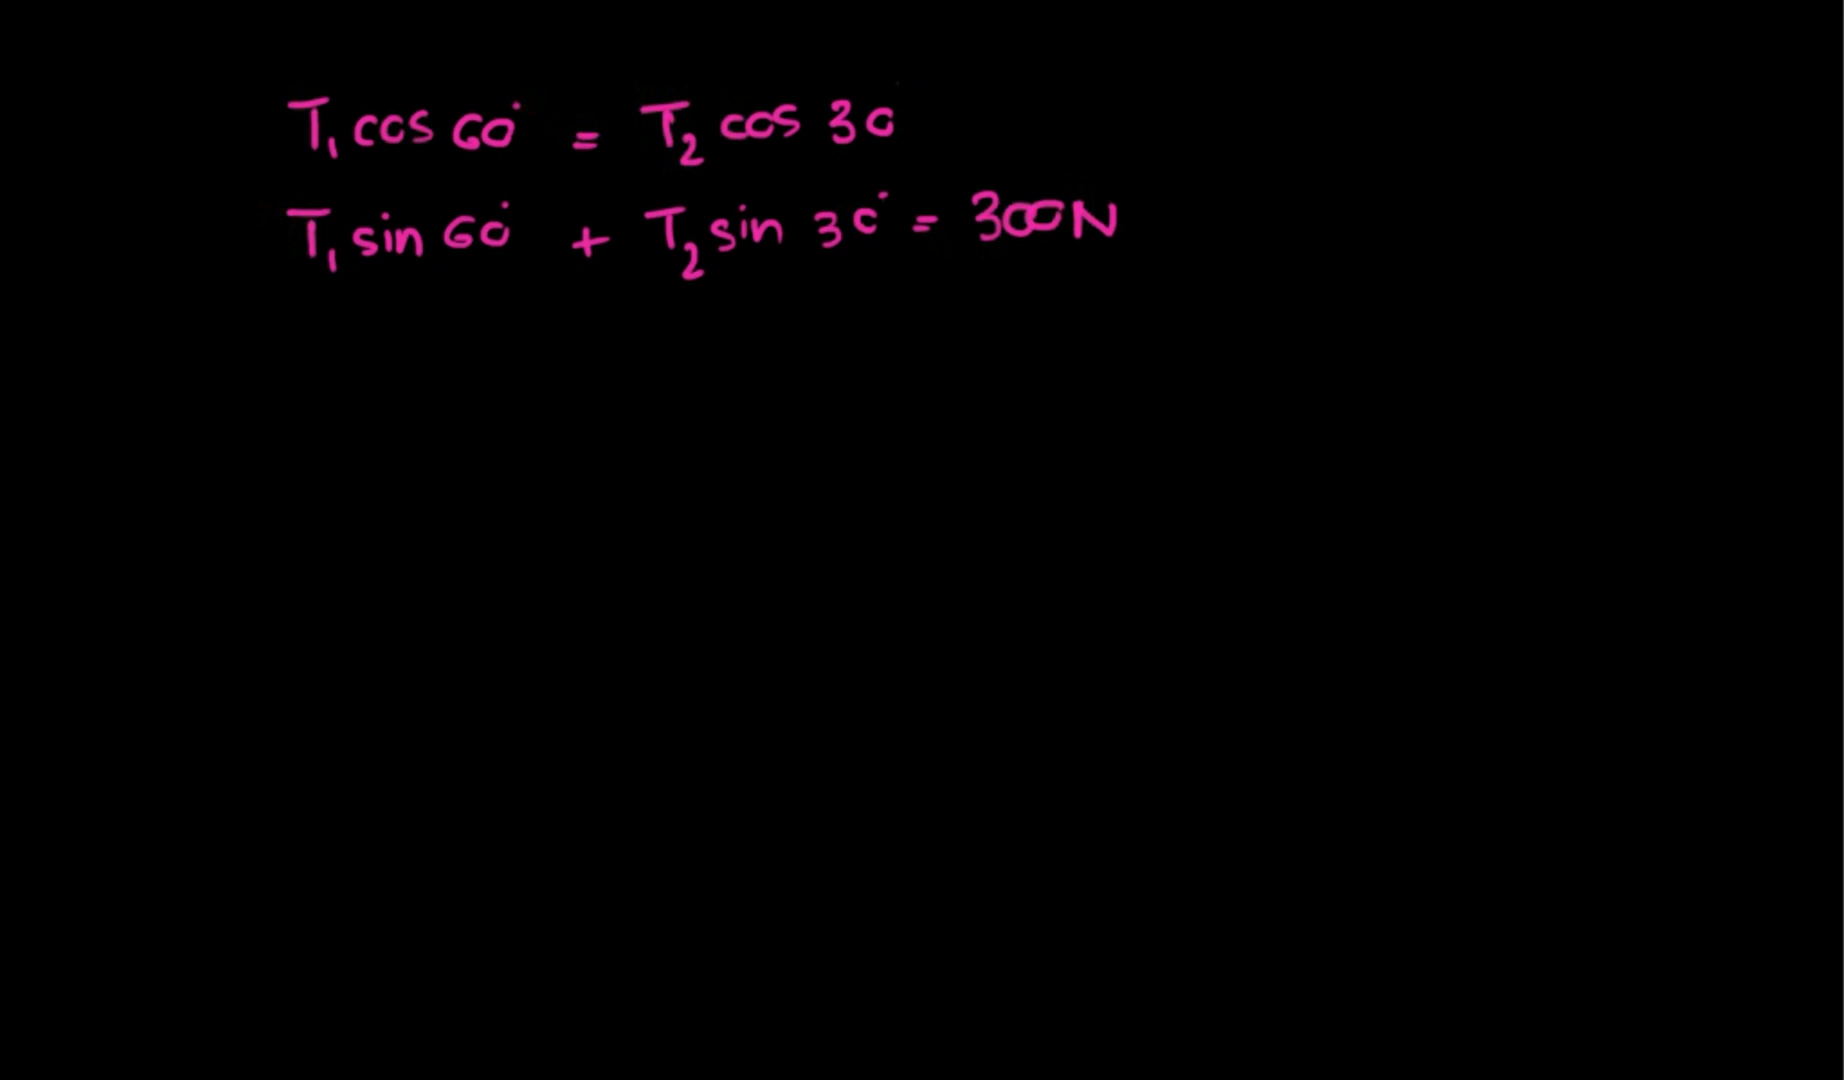 T₁ cos 60° = T₂ cos 30
T₁ sin 60° + T₂ sin 30° = 300N